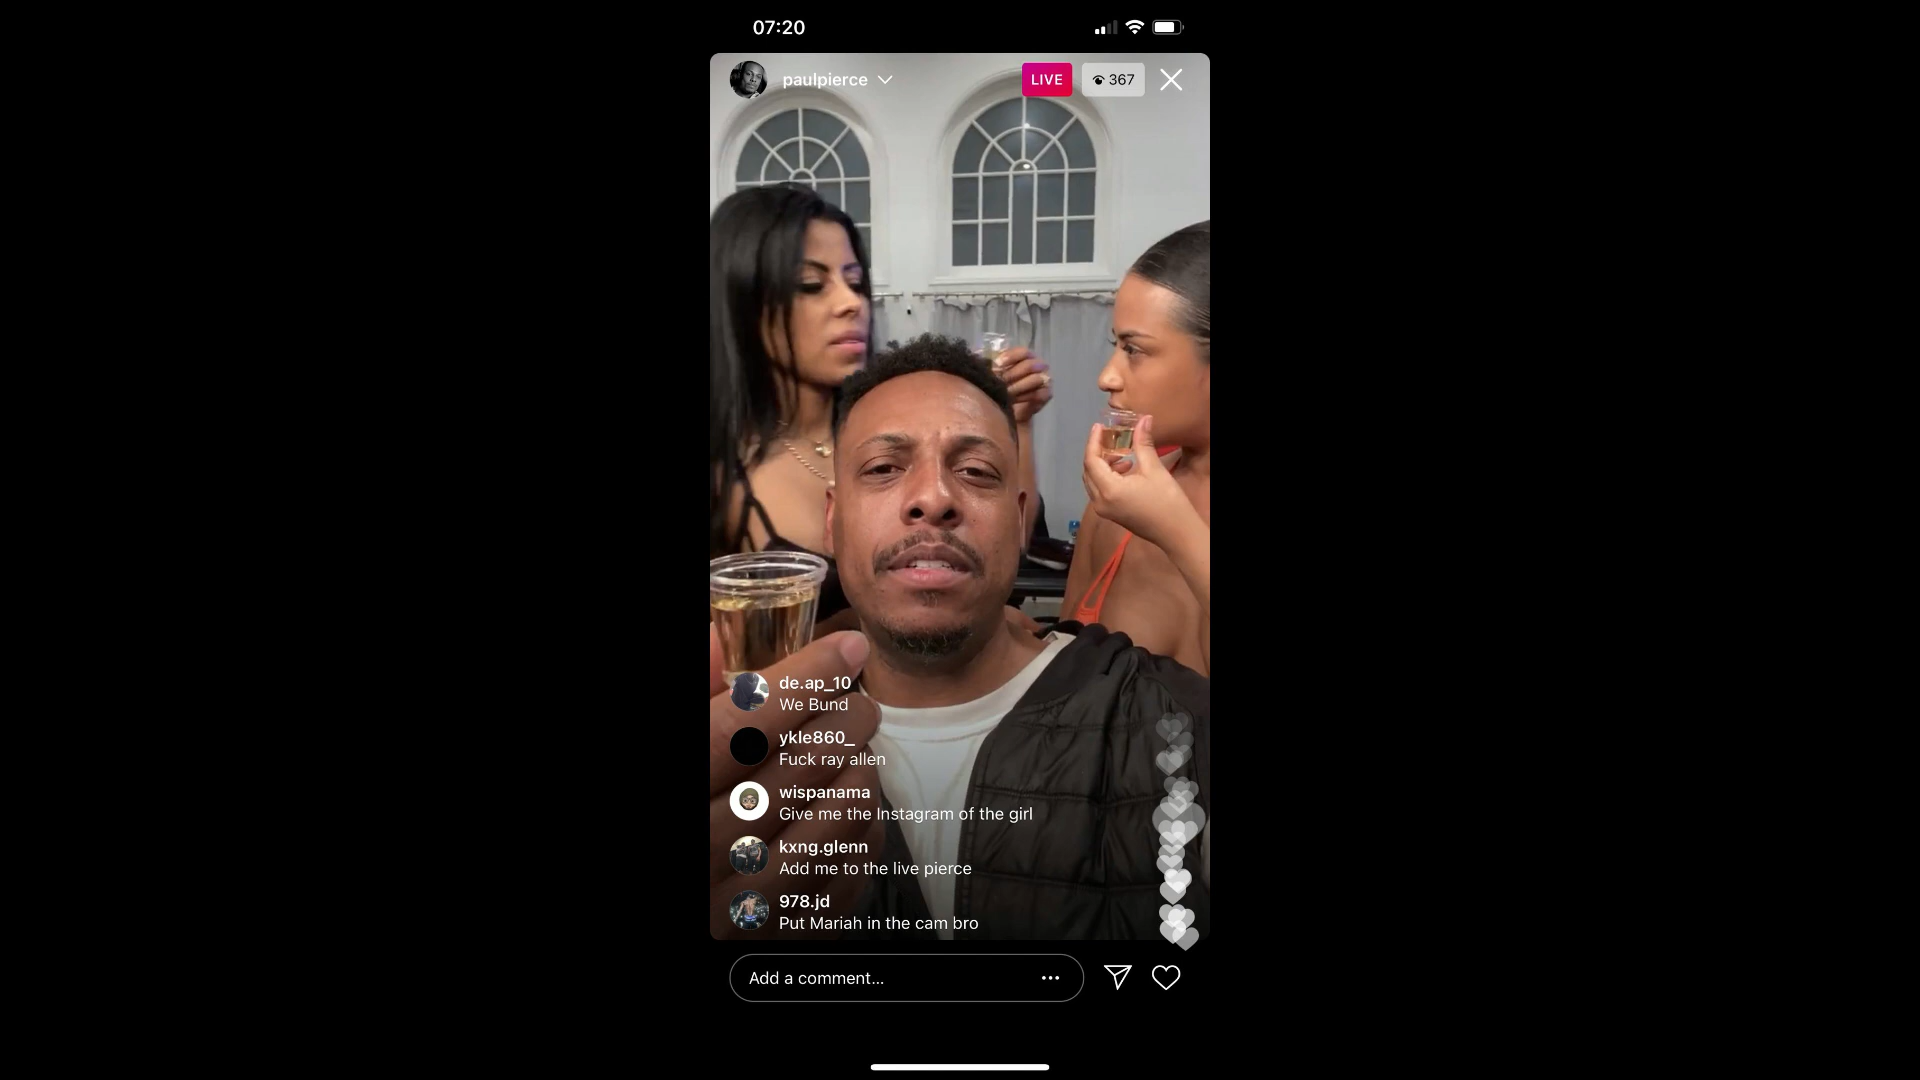 07:20
paulpierce
LIVE
367
de.ap_10
We Bund
ykle860_
Fuck ray allen
wispanama
Give me the Instagram of the girl
kxng.glenn
Add me to the live pierce
978.jd
Put Mariah in the cam bro
Add a comment...